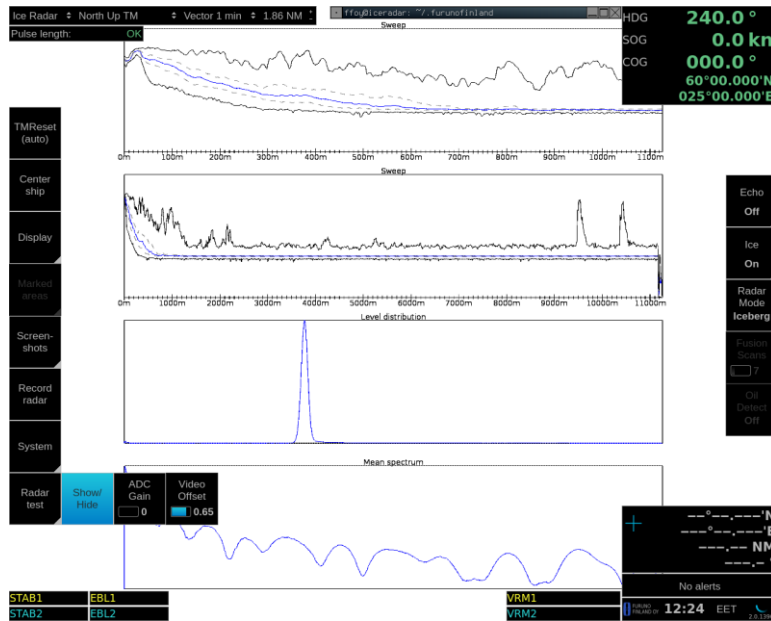 Ice Radar
North Up TM
Vector 1 min
1.86 NM
ffoy@iceradar: ~/.furunofinland
Pulse length: OK
Sweep
HDG 240.0 °
SOG 0.0 kn
COG 000.0 °
60°00.000'N
025°00.000'E
0m 100m 200m 300m 400m 500m 600m 700m 800m 900m 1000m 1100m
Sweep
0m 1000m 2000m 3000m 4000m 5000m 6000m 7000m 8000m 9000m 10000m 11000m
Level distribution
Mean spectrum
TMReset
(auto)
Center
ship
Display
Marked
areas
Screen-
shots
Record
radar
System
Radar
test
Show/
Hide
ADC
Gain
0
Video
Offset
0.65
Echo
Off
Ice
On
Radar
Mode
Iceberg
Fusion
Scans
7
Oil
Detect
Off
––°––.–––'N
–––°––.–––'E
–––.–– NM
–––.– °
No alerts
FURUNO
FINLAND OY
12:24 EET
STAB1 EBL1
STAB2 EBL2
VRM1
VRM2